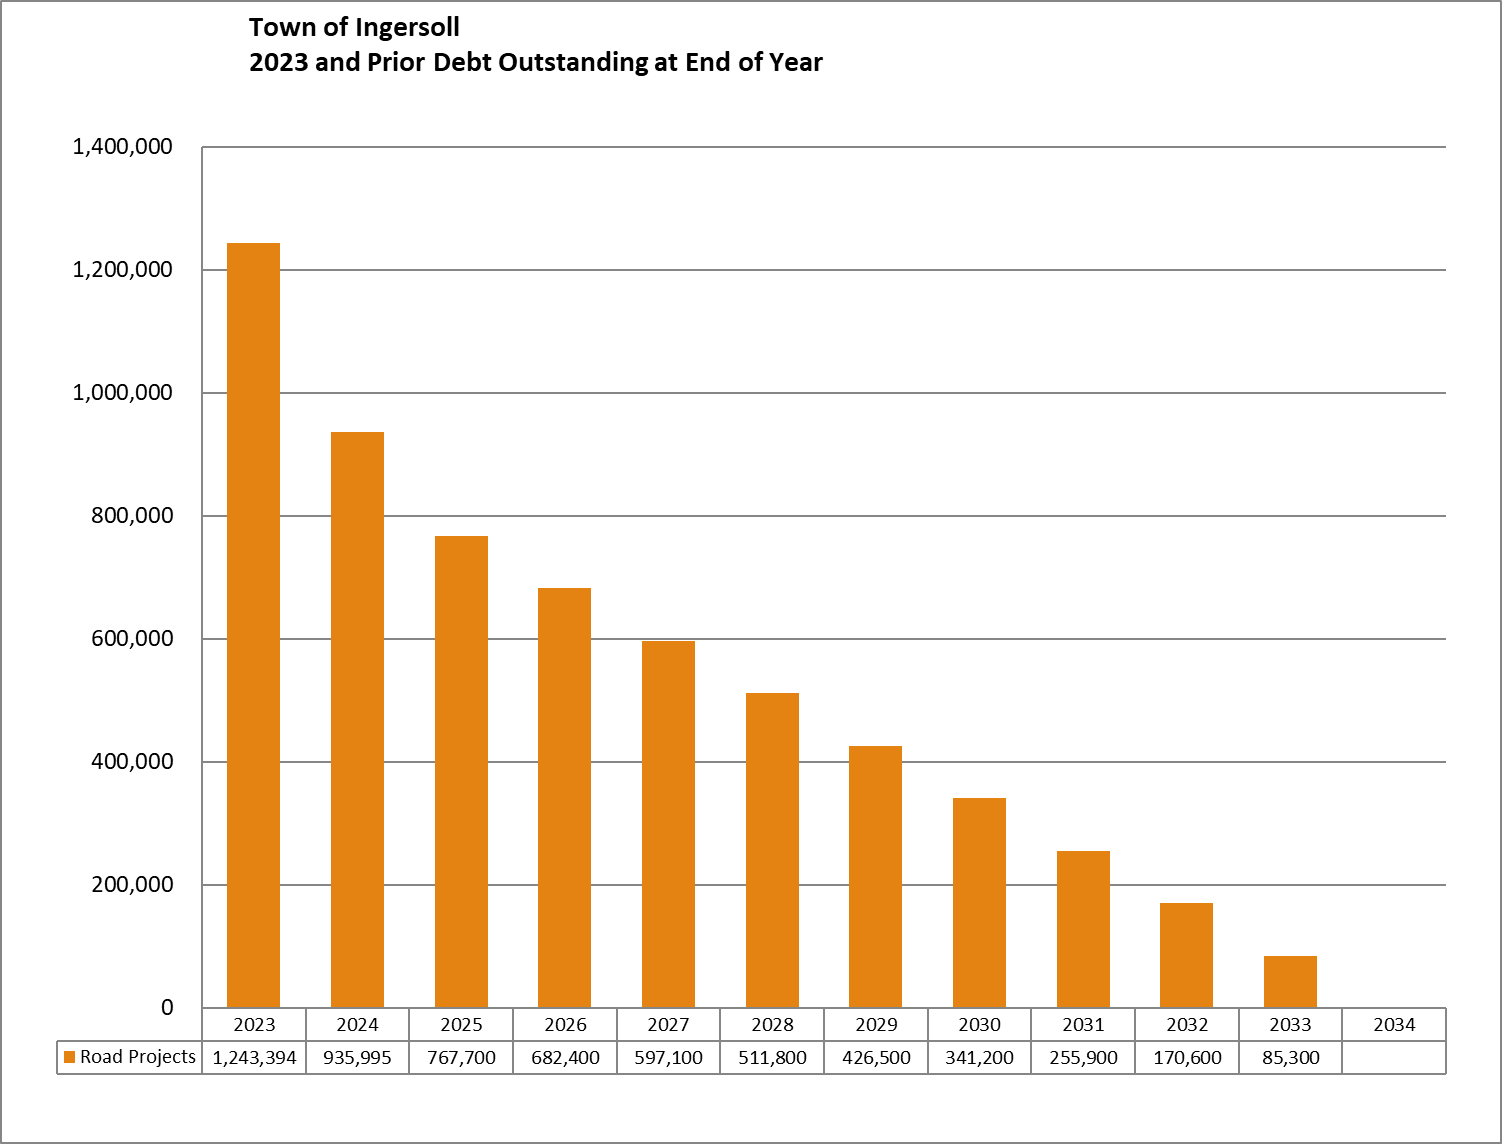 Town of Ingersoll
2023 and Prior Debt Outstanding at End of Year
1,400,000
1,200,000
1,000,000
800,000
600,000
400,000
200,000
0
2023 2024 2025 2026 2027 2028 2029 2030 2031 2032 2033 2034
Road Projects 1,243,394 935,995 767,700 682,400 597,100 511,800 426,500 341,200 255,900 170,600 85,300